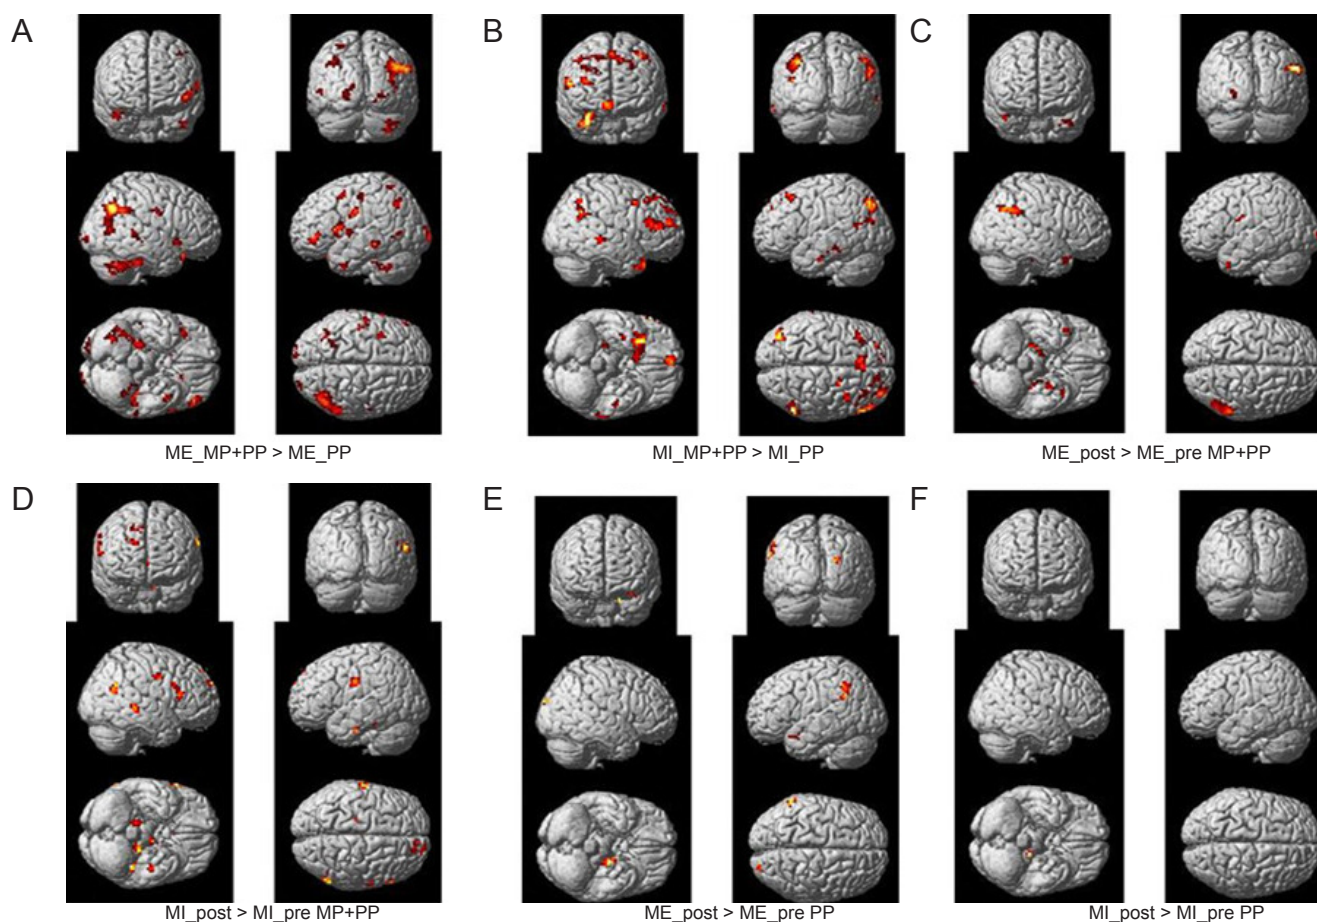 A
B
C
ME_MP+PP > ME_PP
MI_MP+PP > MI_PP
ME_post > ME_pre MP+PP
D
E
F
MI_post > MI_pre MP+PP
ME_post > ME_pre PP
MI_post > MI_pre PP